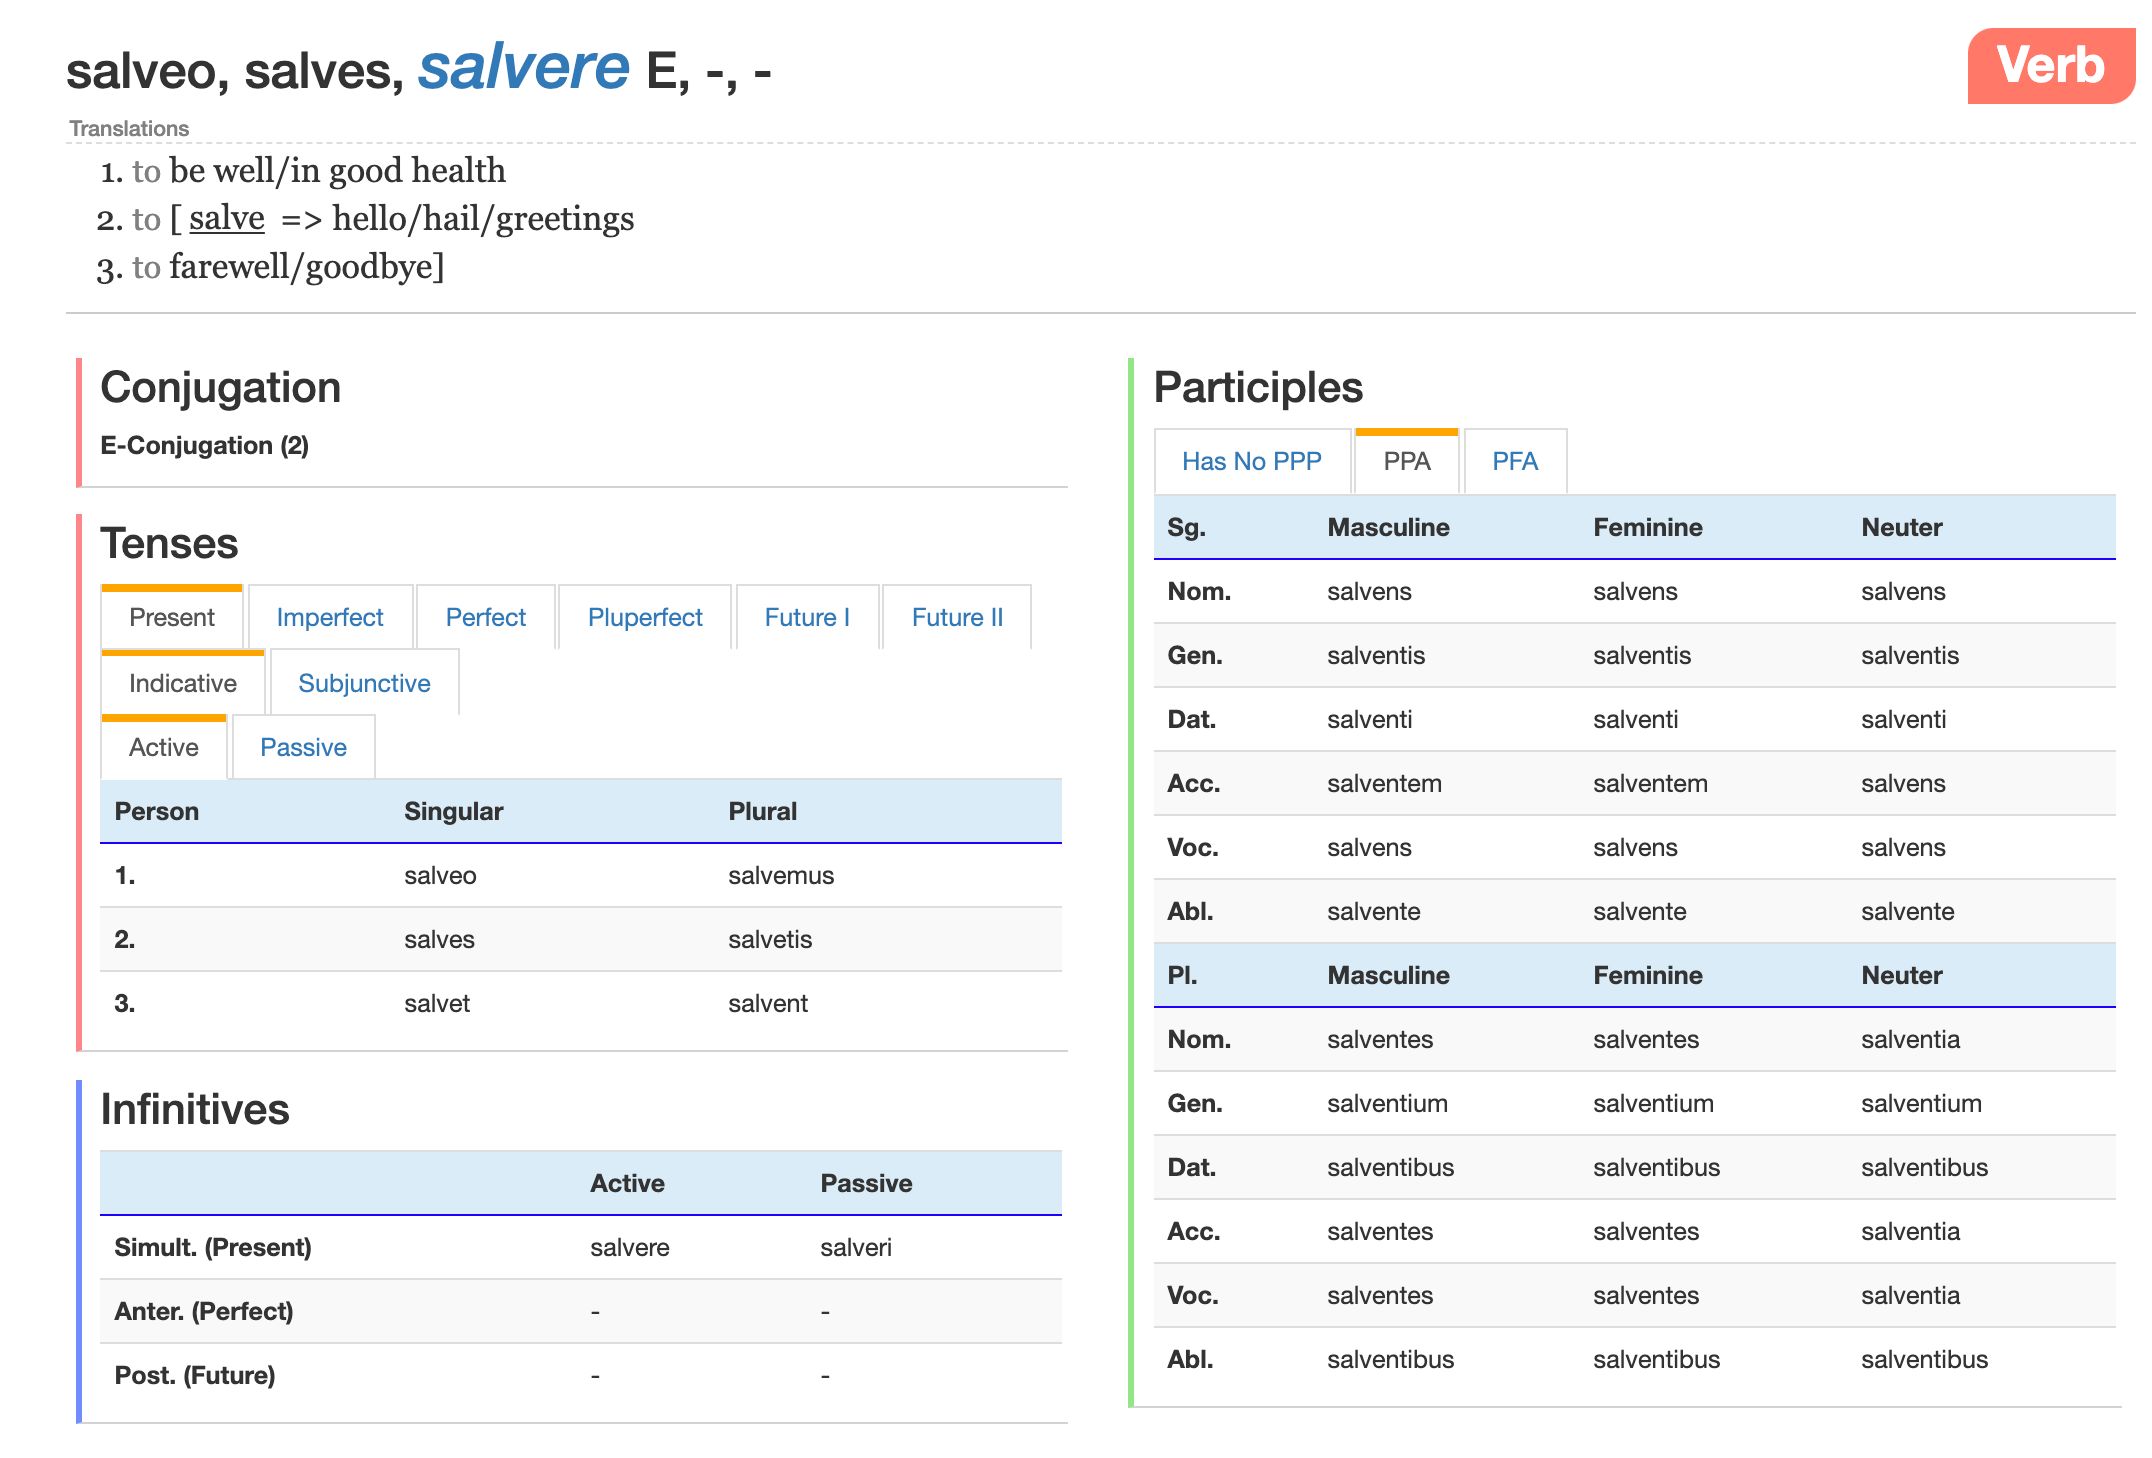 salveo, salves, salvere E, -, -
Verb
Translations
1. to be well/in good health
2. to [ salve => hello/hail/greetings
3. to farewell/goodbye]
Conjugation
E-Conjugation (2)
Tenses
Present Imperfect Perfect Pluperfect Future I Future II
Indicative Subjunctive
Active Passive
Person Singular Plural
1. salveo salvemus
2. salves salvetis
3. salvet salvent
Infinitives
Active Passive
Simult. (Present) salvere salveri
Anter. (Perfect) - -
Post. (Future) - -
Participles
Has No PPP PPA PFA
Sg. Masculine Feminine Neuter
Nom. salvens salvens salvens
Gen. salventis salventis salventis
Dat. salventi salventi salventi
Acc. salventem salventem salvens
Voc. salvens salvens salvens
Abl. salvente salvente salvente
Pl. Masculine Feminine Neuter
Nom. salventes salventes salventia
Gen. salventium salventium salventium
Dat. salventibus salventibus salventibus
Acc. salventes salventes salventia
Voc. salventes salventes salventia
Abl. salventibus salventibus salventibus